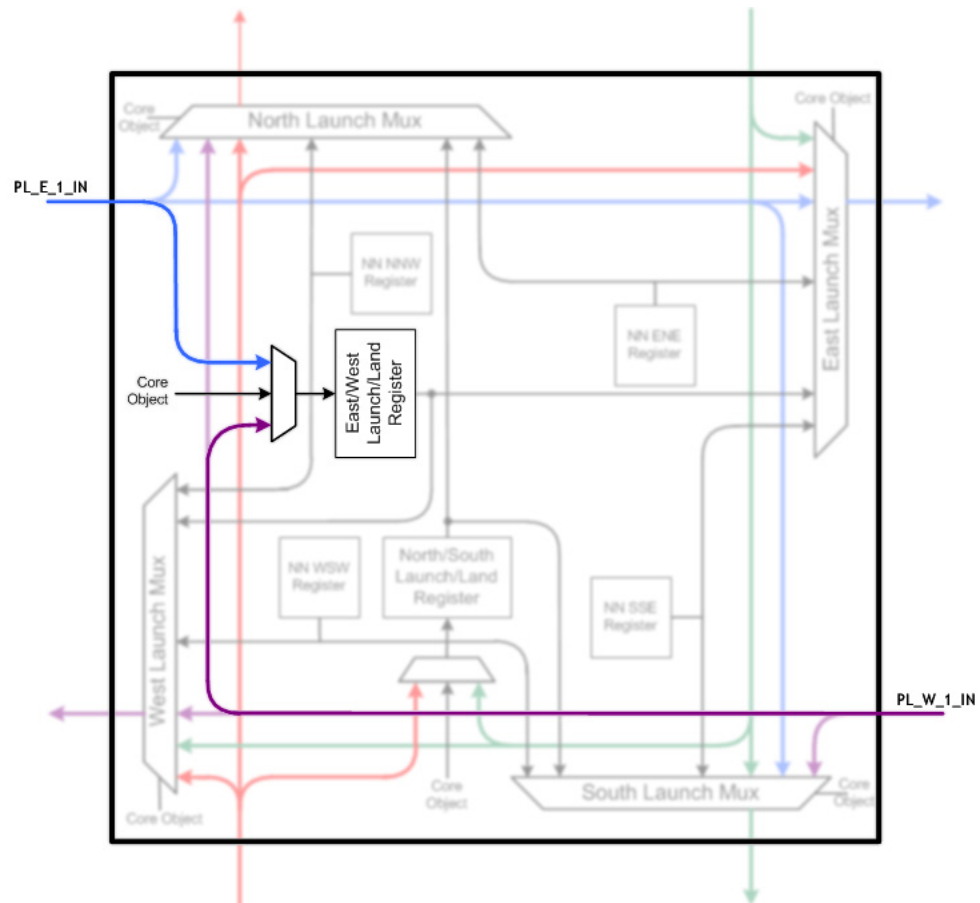 Core
Object
North Launch Mux
Core Object
PL_E_1_IN
East Launch Mux
NN NNW
Register
NN ENE
Register
Core
Object
East/West
Launch/Land
Register
West Launch Mux
NN WSW
Register
North/South
Launch/Land
Register
NN SSE
Register
PL_W_1_IN
Core
Object
South Launch Mux
Core
Object
Core Object